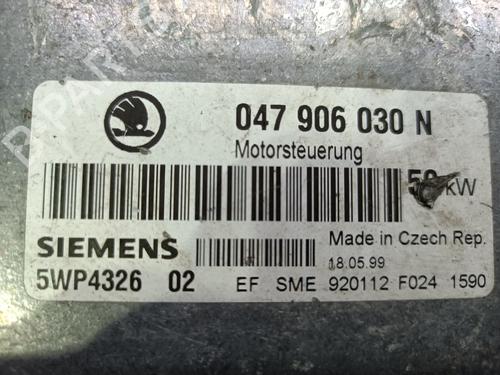 047 906 030 N
Motorsteuerung
50 kW
SIEMENS
Made in Czech Rep.
18.05.99
5WP4326 02
EF SME 920112 F024 1590